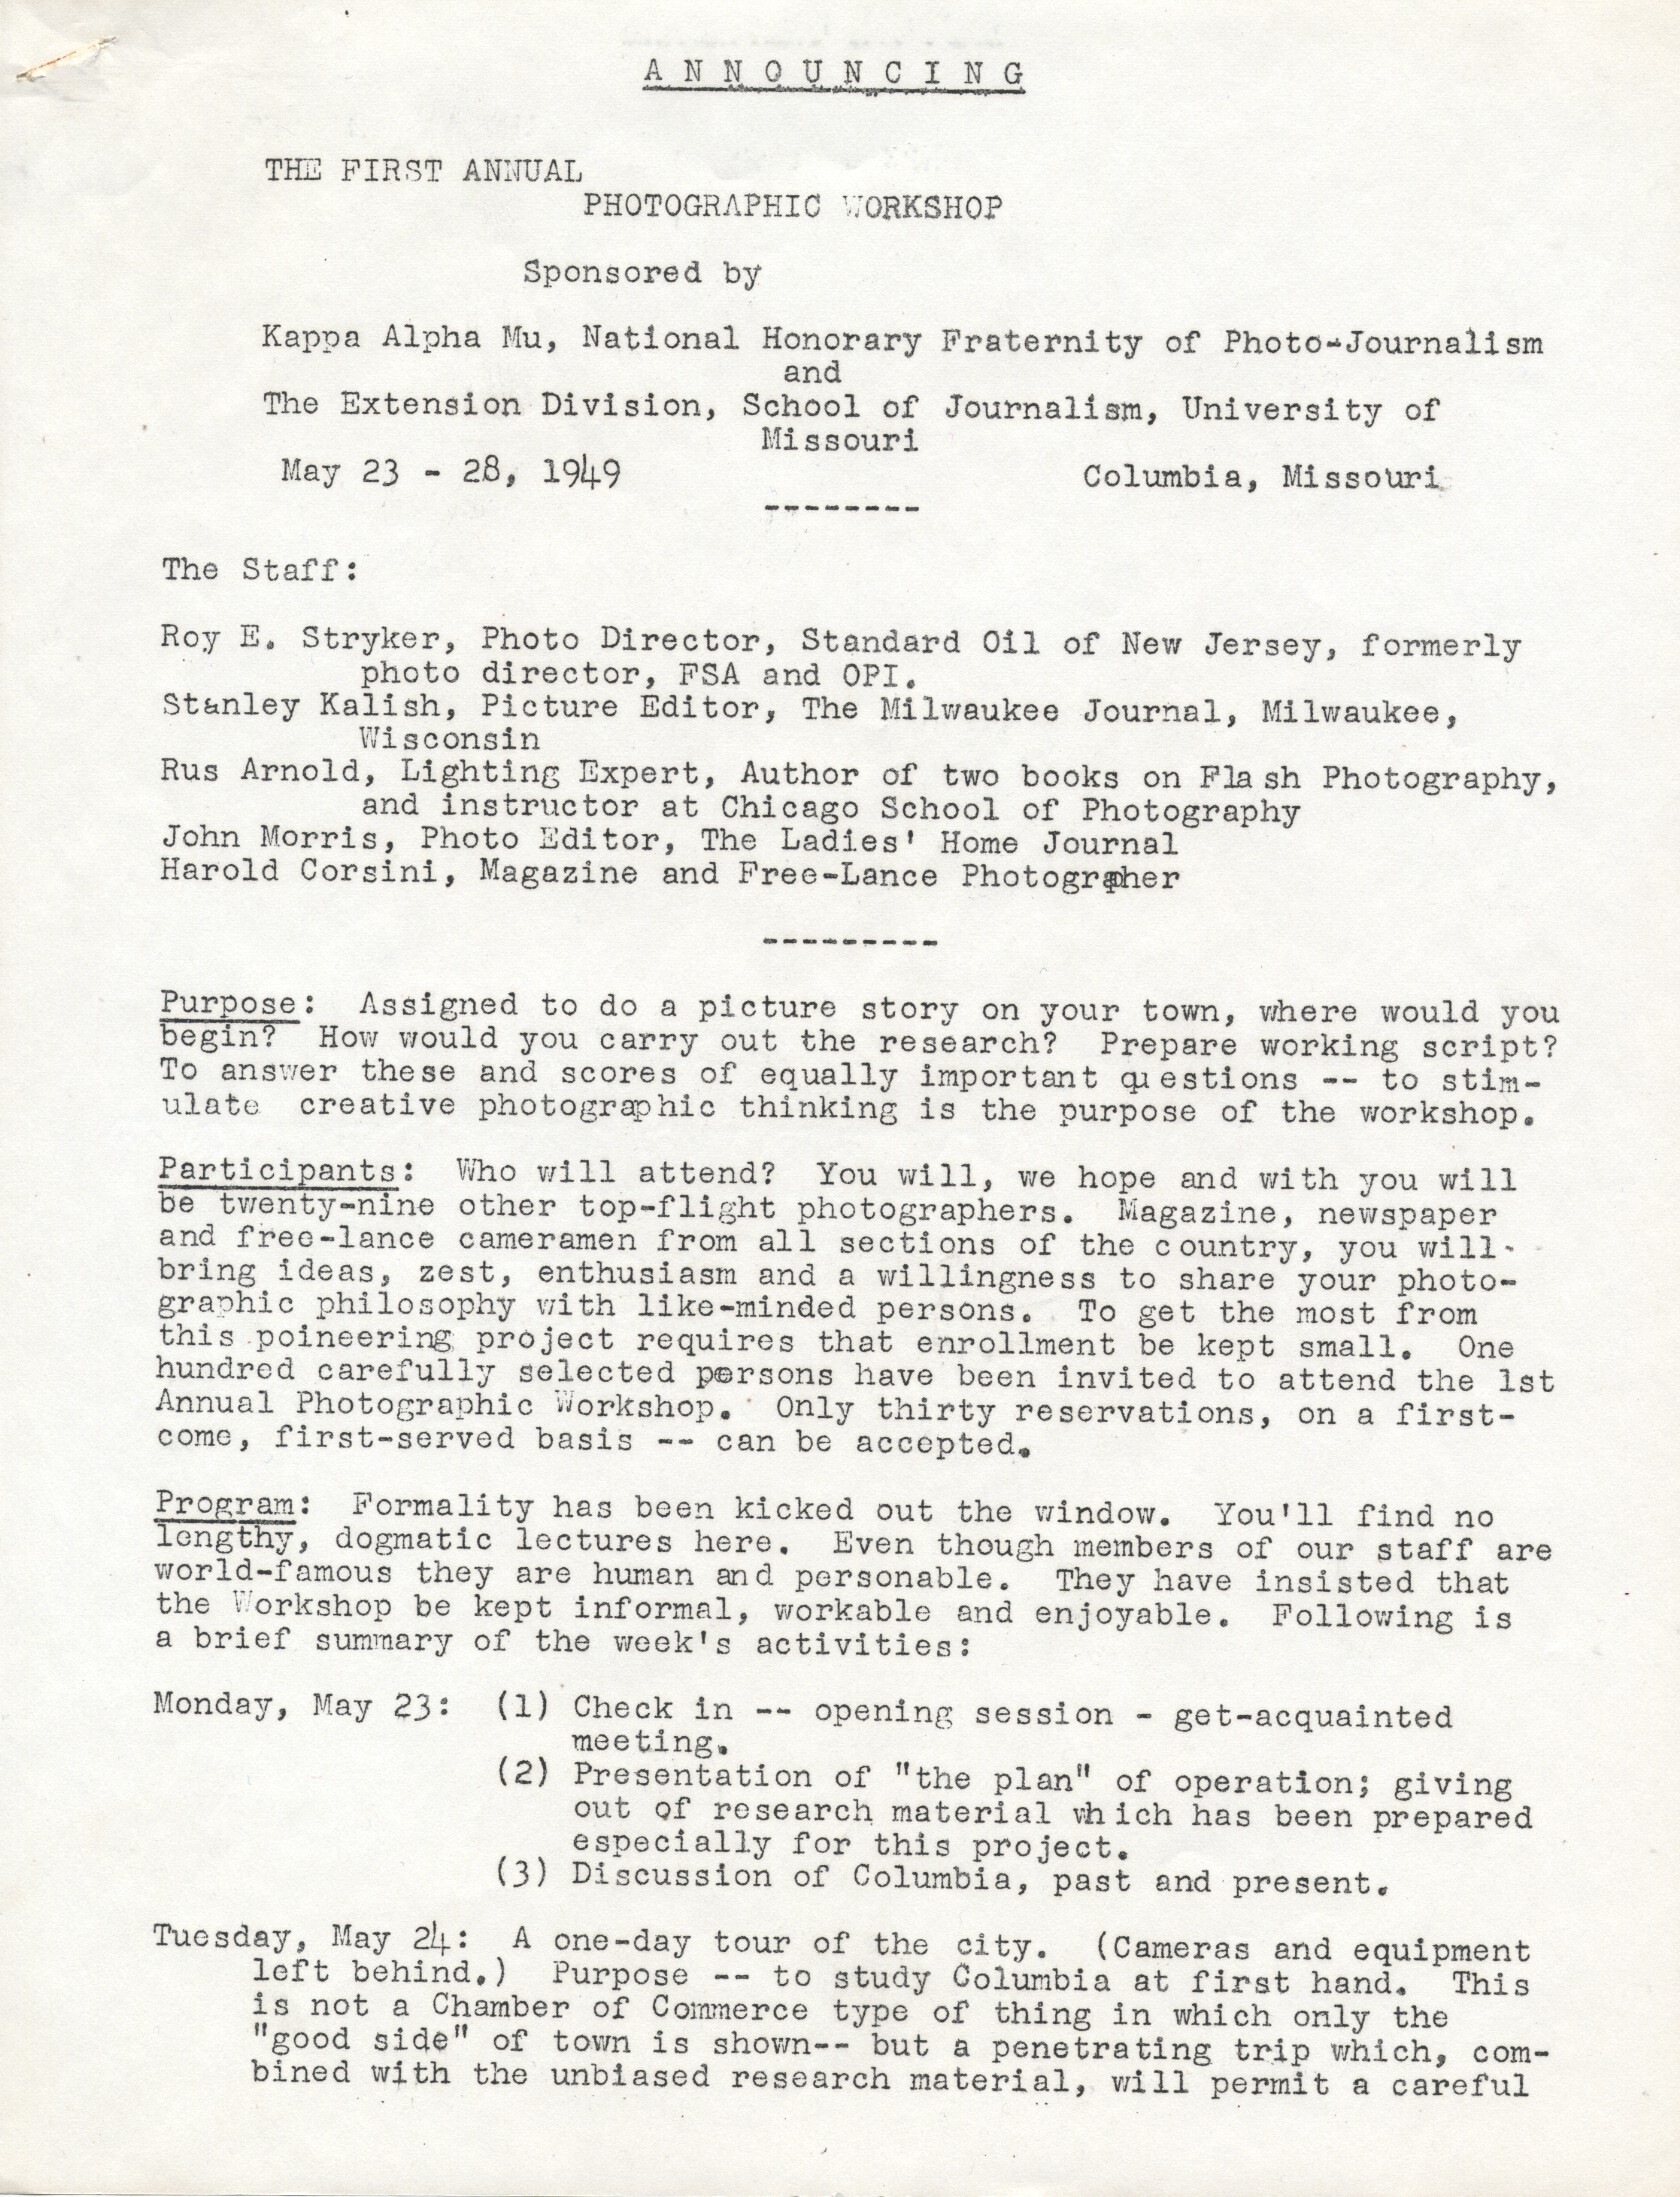 A N N O U N C I N G
THE FIRST ANNUAL
PHOTOGRAPHIC WORKSHOP
Sponsored by
Kappa Alpha Mu, National Honorary Fraternity of Photo-Journalism
and
The Extension Division, School of Journalism, University of
Missouri
May 23 - 28, 1949 Columbia, Missouri
--------
The Staff:
Roy E. Stryker, Photo Director, Standard Oil of New Jersey, formerly
photo director, FSA and OPI.
Stanley Kalish, Picture Editor, The Milwaukee Journal, Milwaukee,
Wisconsin
Rus Arnold, Lighting Expert, Author of two books on Flash Photography,
and instructor at Chicago School of Photography
John Morris, Photo Editor, The Ladies' Home Journal
Harold Corsini, Magazine and Free-Lance Photographer
---------
Purpose: Assigned to do a picture story on your town, where would you
begin? How would you carry out the research? Prepare working script?
To answer these and scores of equally important questions -- to stim-
ulate creative photographic thinking is the purpose of the workshop.
Participants: Who will attend? You will, we hope and with you will
be twenty-nine other top-flight photographers. Magazine, newspaper
and free-lance cameramen from all sections of the country, you will
bring ideas, zest, enthusiasm and a willingness to share your photo-
graphic philosophy with like-minded persons. To get the most from
this poineering project requires that enrollment be kept small. One
hundred carefully selected persons have been invited to attend the 1st
Annual Photographic Workshop. Only thirty reservations, on a first-
come, first-served basis -- can be accepted.
Program: Formality has been kicked out the window. You'll find no
lengthy, dogmatic lectures here. Even though members of our staff are
world-famous they are human and personable. They have insisted that
the Workshop be kept informal, workable and enjoyable. Following is
a brief summary of the week's activities:
Monday, May 23: (1) Check in -- opening session - get-acquainted
meeting.
(2) Presentation of "the plan" of operation; giving
out of research material which has been prepared
especially for this project.
(3) Discussion of Columbia, past and present.
Tuesday, May 24: A one-day tour of the city. (Cameras and equipment
left behind.) Purpose -- to study Columbia at first hand. This
is not a Chamber of Commerce type of thing in which only the
"good side" of town is shown-- but a penetrating trip which, com-
bined with the unbiased research material, will permit a careful